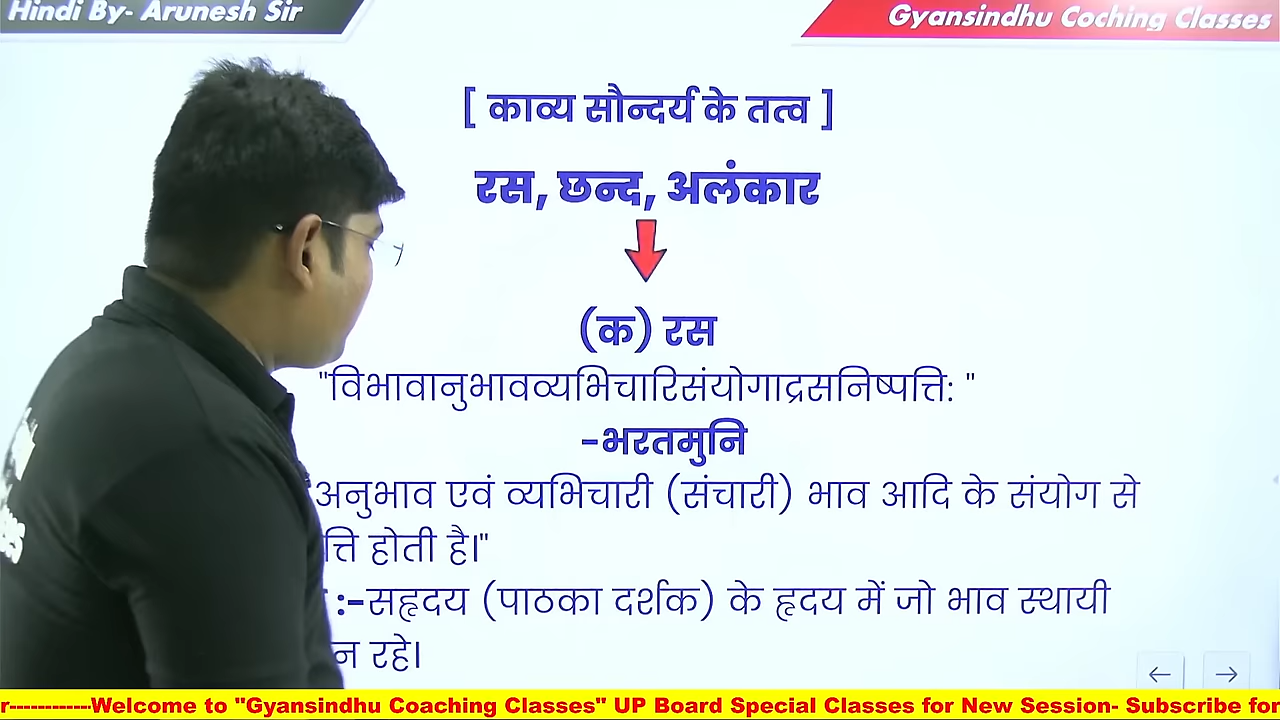 Hindi By- Arunesh Sir
Gyansindhu Coching Classes
[ काव्य सौन्दर्य के तत्व ]
रस, छन्द, अलंकार
(क) रस
"विभावानुभावव्यभिचारिसंयोगाद्रसनिष्पत्ति: "
-भरतमुनि
अनुभाव एवं व्यभिचारी (संचारी) भाव आदि के संयोग से
त्ति होती है।"
:-सहृदय (पाठका दर्शक) के हृदय में जो भाव स्थायी
न रहे।
r------------Welcome to "Gyansindhu Coaching Classes" UP Board Special Classes for New Session- Subscribe for